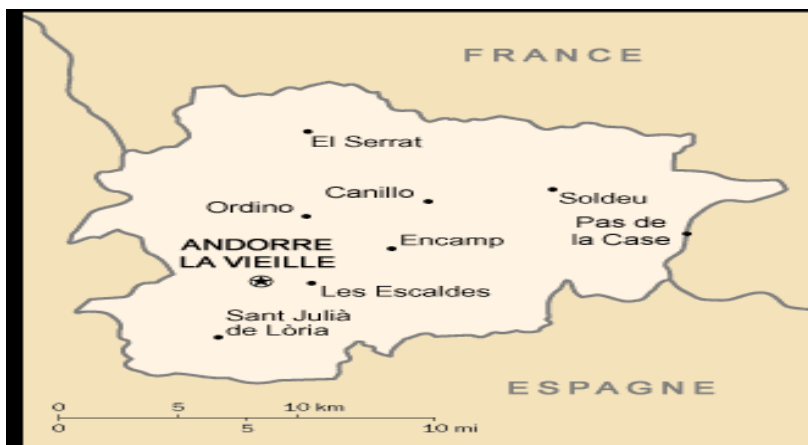 FRANCE
El Serrat
Canillo
Soldeu
Ordino
Pas de
la Case
ANDORRE
LA VIEILLE
Encamp
Les Escaldes
Sant Julià
de Lòria
ESPAGNE
0 5 10 km
0 5 10 mi